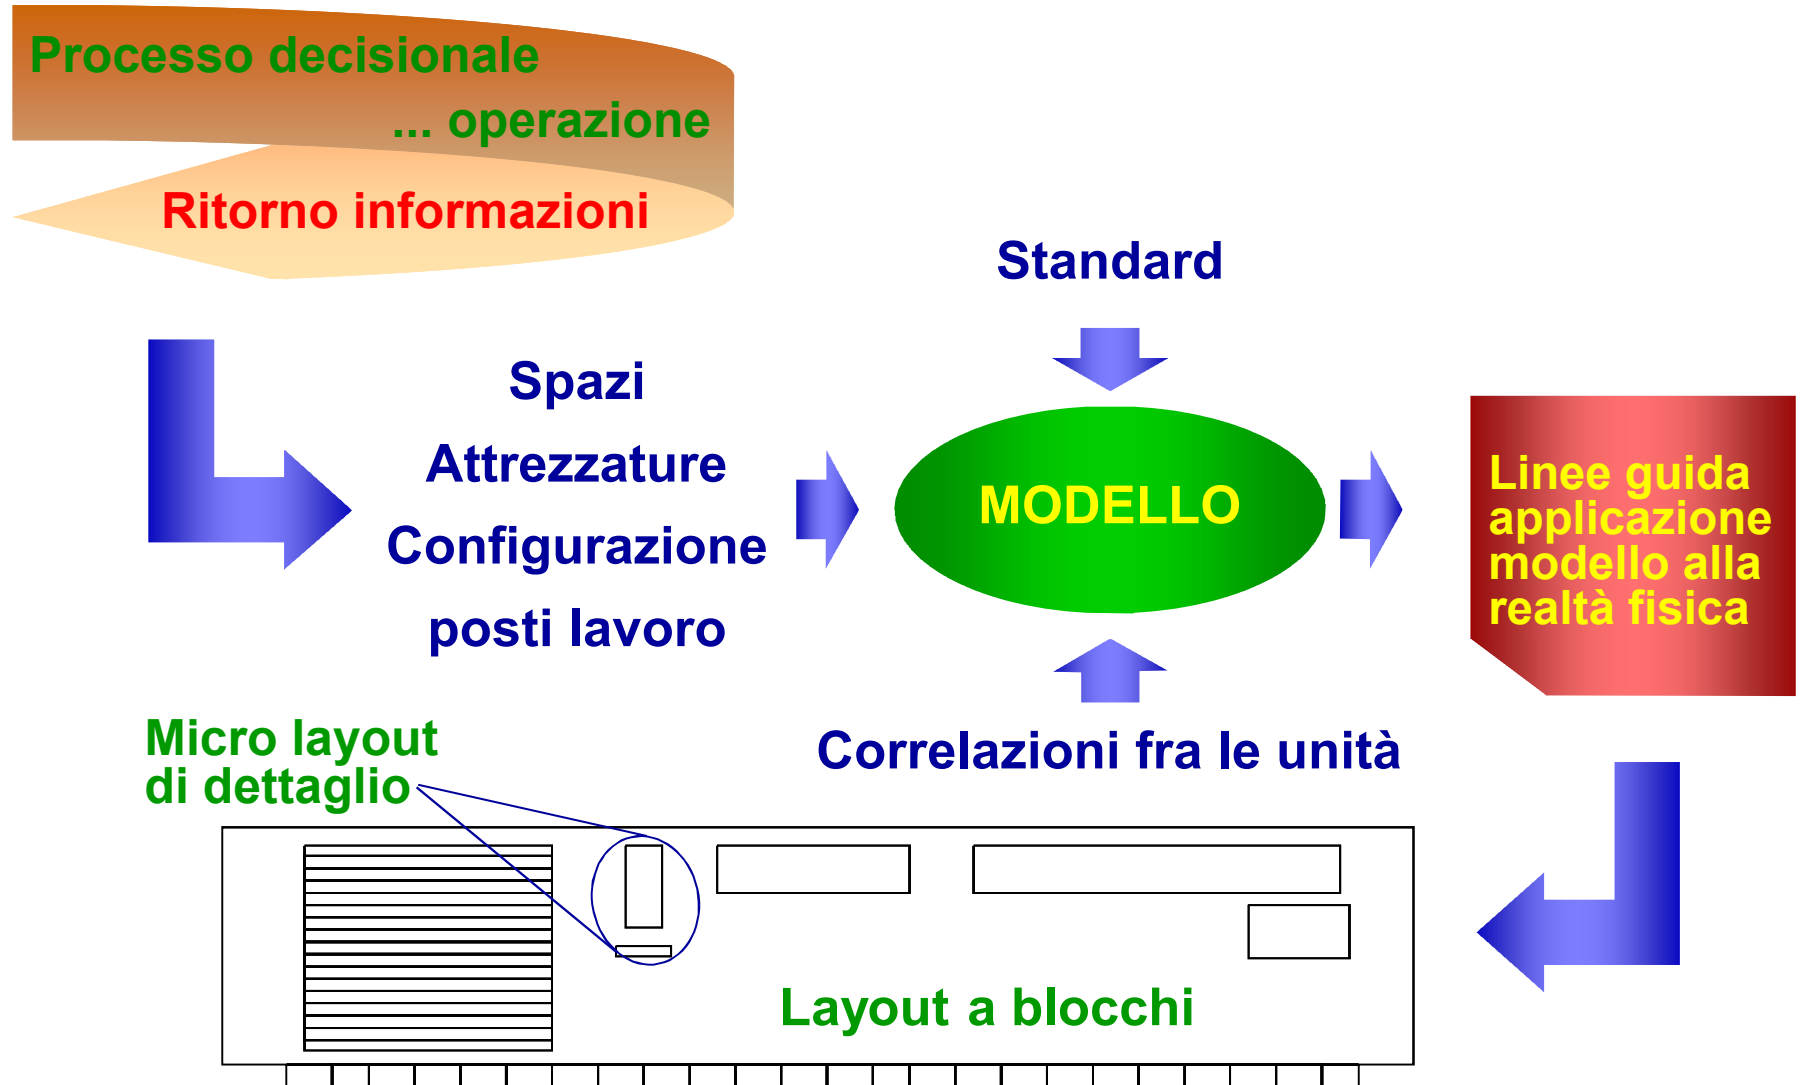 Processo decisionale
... operazione
Ritorno informazioni
Standard
Spazi
Attrezzature
Configurazione
posti lavoro
MODELLO
Linee guida
applicazione
modello alla
realtà fisica
Correlazioni fra le unità
Micro layout
di dettaglio
Layout a blocchi